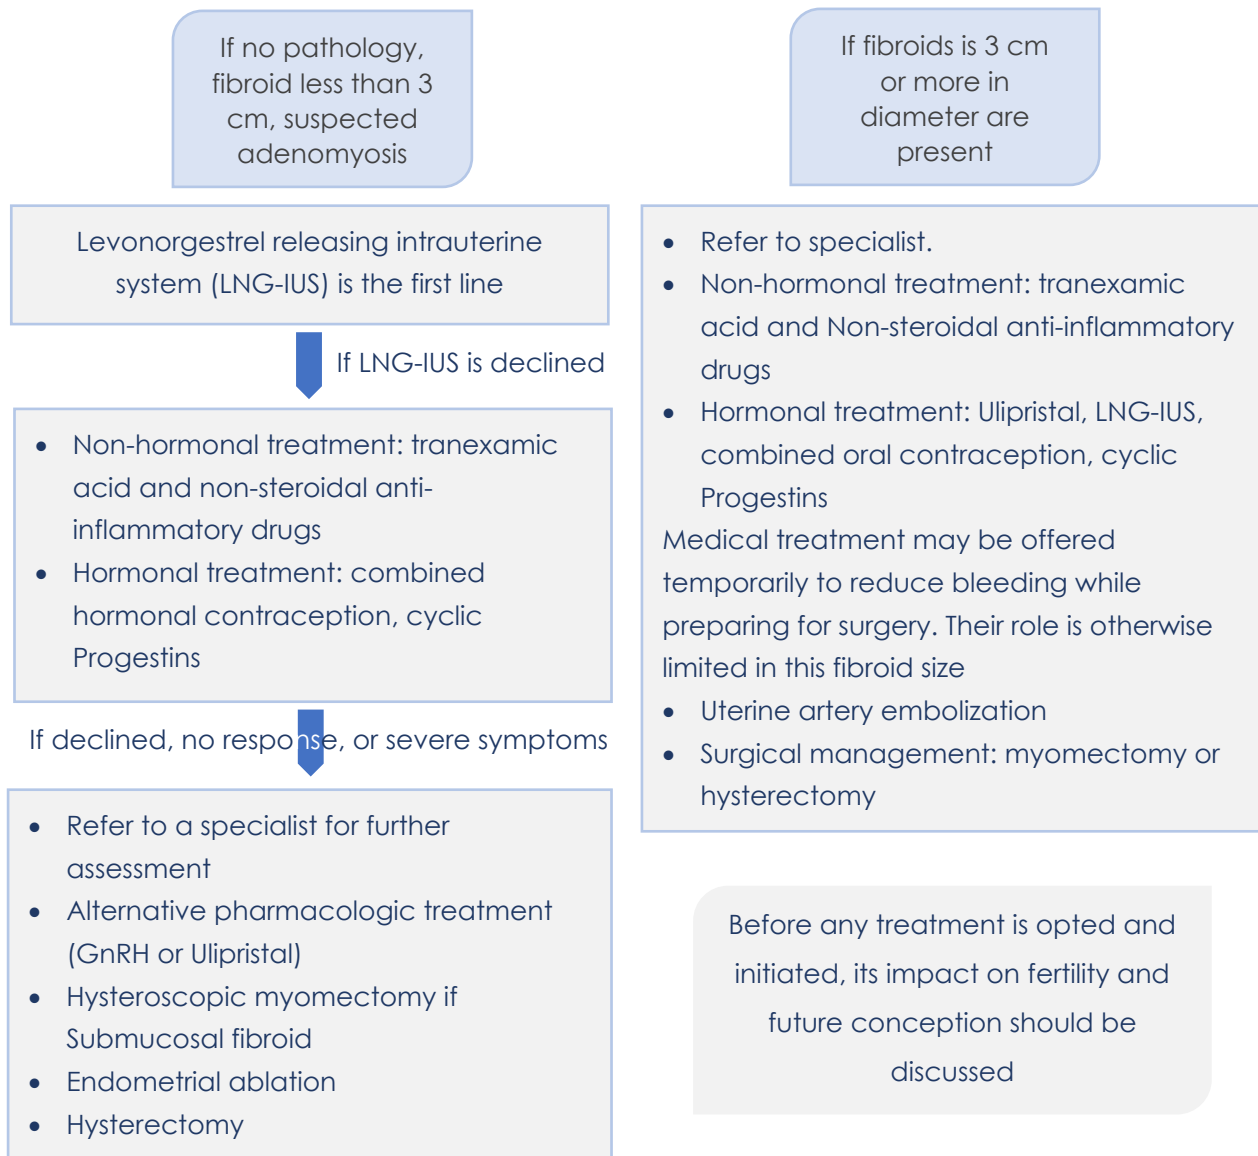 If no pathology,
fibroid less than 3
cm, suspected
adenomyosis
Levonorgestrel releasing intrauterine
system (LNG-IUS) is the first line
If LNG-IUS is declined
• Non-hormonal treatment: tranexamic
acid and non-steroidal anti-
inflammatory drugs
• Hormonal treatment: combined
hormonal contraception, cyclic
Progestins
If declined, no response, or severe symptoms
• Refer to a specialist for further
assessment
• Alternative pharmacologic treatment
(GnRH or Ulipristal)
• Hysteroscopic myomectomy if
Submucosal fibroid
• Endometrial ablation
• Hysterectomy
If fibroids is 3 cm
or more in
diameter are
present
• Refer to specialist.
• Non-hormonal treatment: tranexamic
acid and Non-steroidal anti-inflammatory
drugs
• Hormonal treatment: Ulipristal, LNG-IUS,
combined oral contraception, cyclic
Progestins
Medical treatment may be offered
temporarily to reduce bleeding while
preparing for surgery. Their role is otherwise
limited in this fibroid size
• Uterine artery embolization
• Surgical management: myomectomy or
hysterectomy
Before any treatment is opted and
initiated, its impact on fertility and
future conception should be
discussed